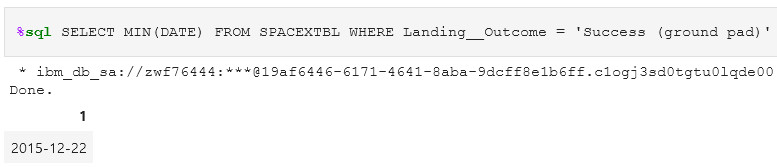 %sql SELECT MIN(DATE) FROM SPACEXTBL WHERE Landing__Outcome = 'Success (ground pad)'
* ibm_db_sa://zwf76444:***@19af6446-6171-4641-8aba-9dcff8e1b6ff.c1ogj3sd0tgtu0lqde00
Done.
1
2015-12-22